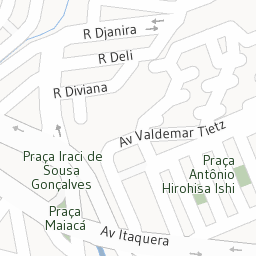 R Djanira
R Deli
R Diviana
Av Valdemar Tietz
Praça Iraci de
Sousa
Gonçalves
Praça
Antônio
Hirohisa Ishi
Praça
Maiacá
Av Itaquera